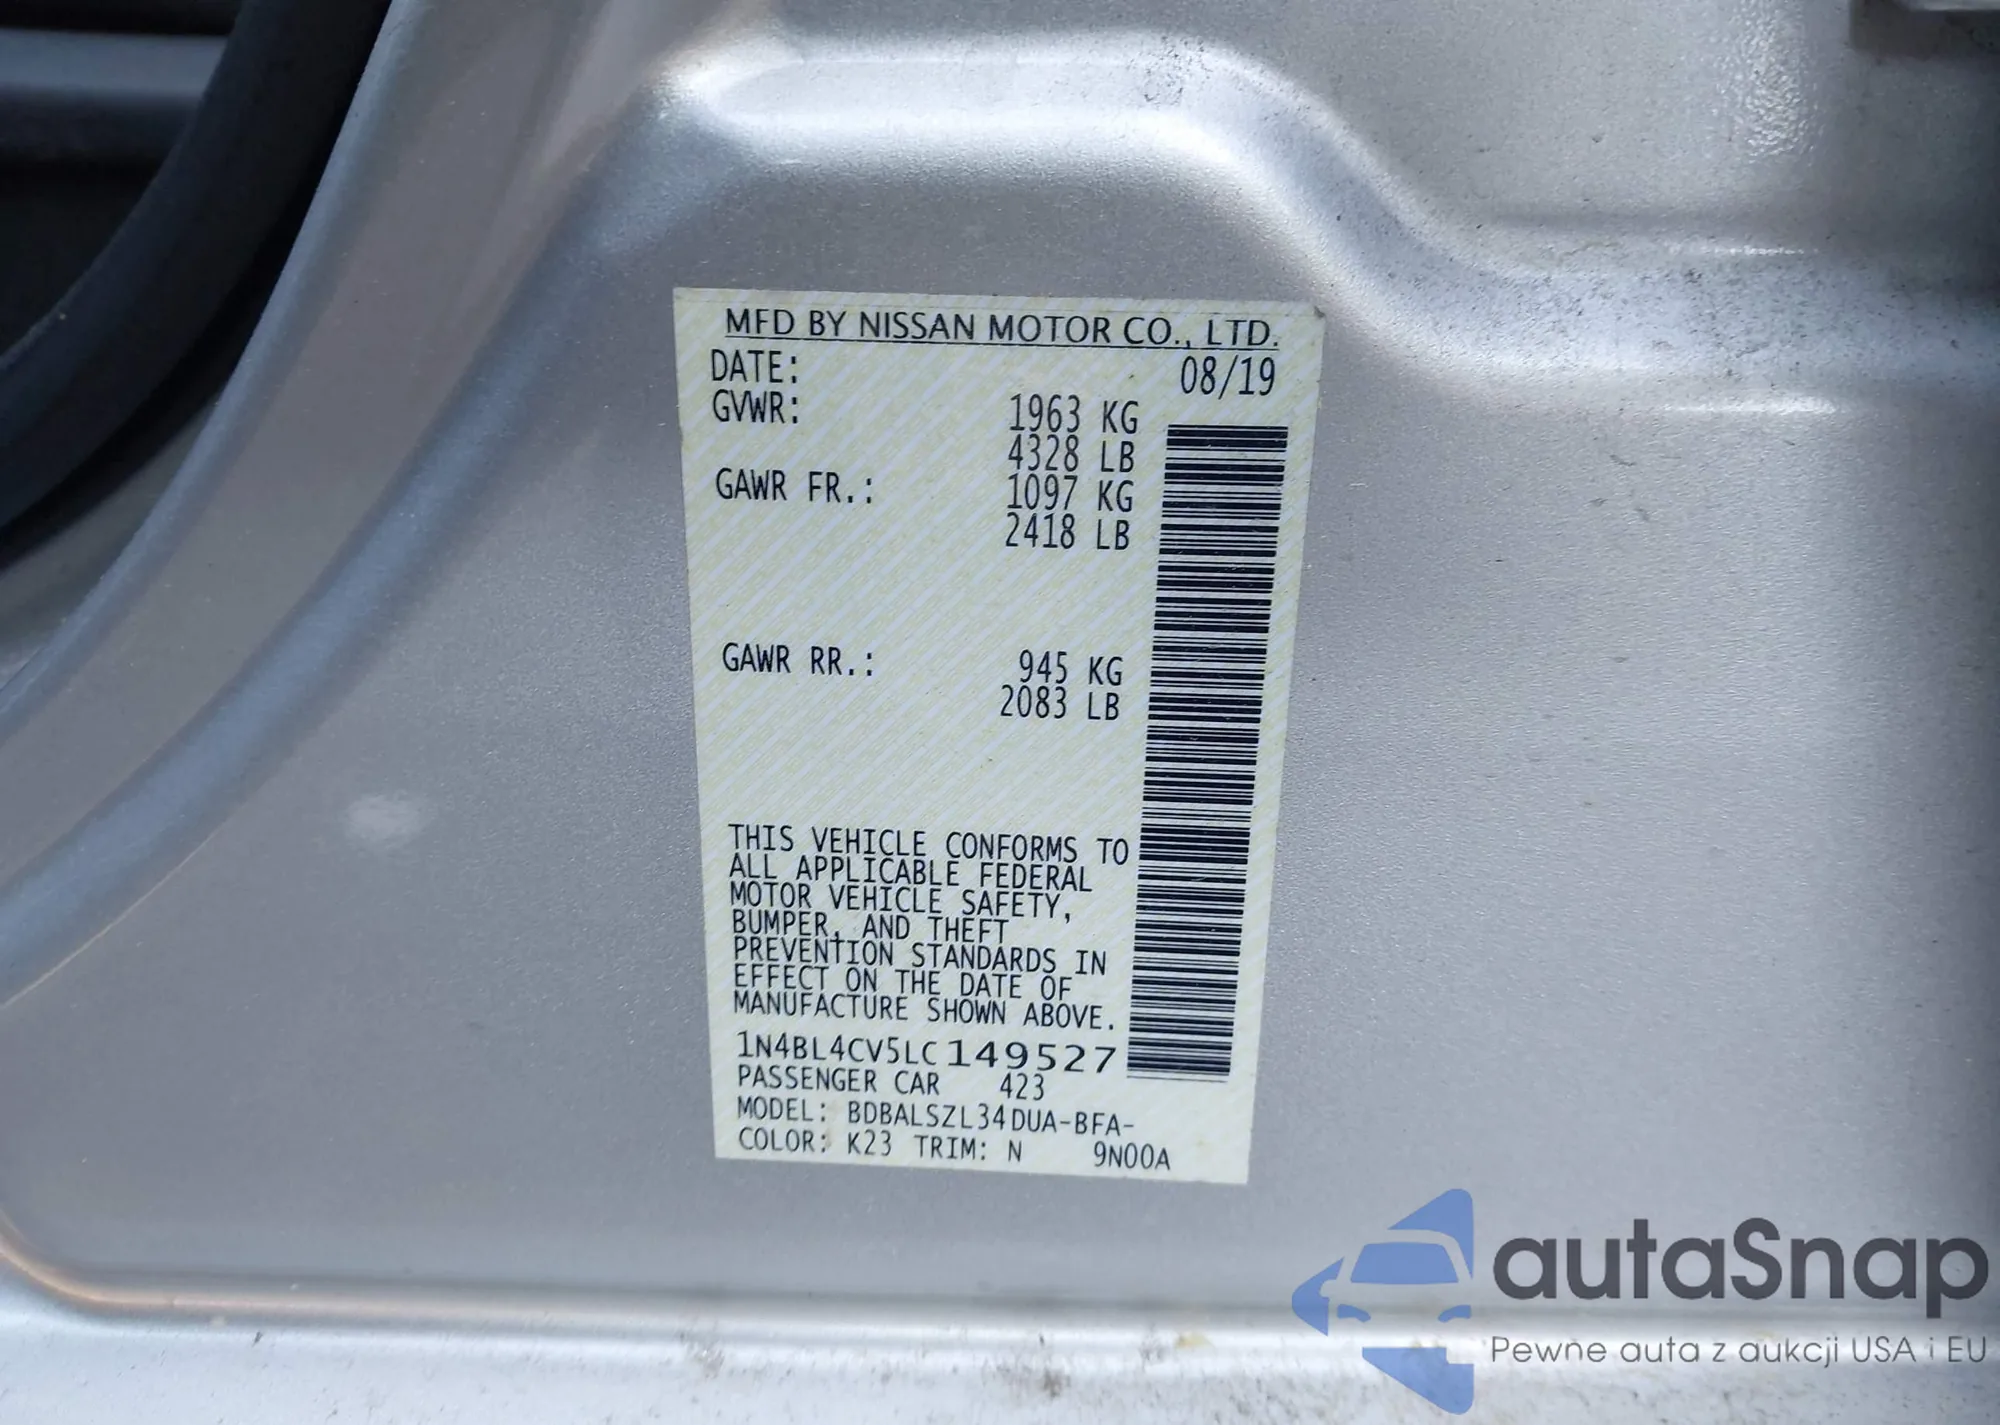 MFD BY NISSAN MOTOR CO., LTD.
DATE: 08/19
GVWR: 1963 KG
4328 LB
GAWR FR.: 1097 KG
2418 LB
GAWR RR.: 945 KG
2083 LB
THIS VEHICLE CONFORMS TO
ALL APPLICABLE FEDERAL
MOTOR VEHICLE SAFETY,
BUMPER, AND THEFT
PREVENTION STANDARDS IN
EFFECT ON THE DATE OF
MANUFACTURE SHOWN ABOVE.
1N4BL4CV5LC149527
PASSENGER CAR 423
MODEL: BDBALSZL34DUA-BFA-
COLOR: K23 TRIM: N 9N00A
autaSnap
Pewne auta z aukcji USA i EU